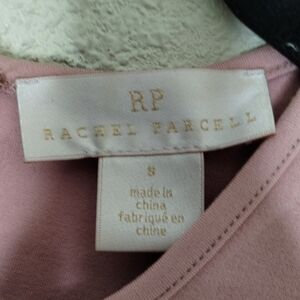 RP
RACHEL PARCELL
S
made in
china
fabriqué en
chine